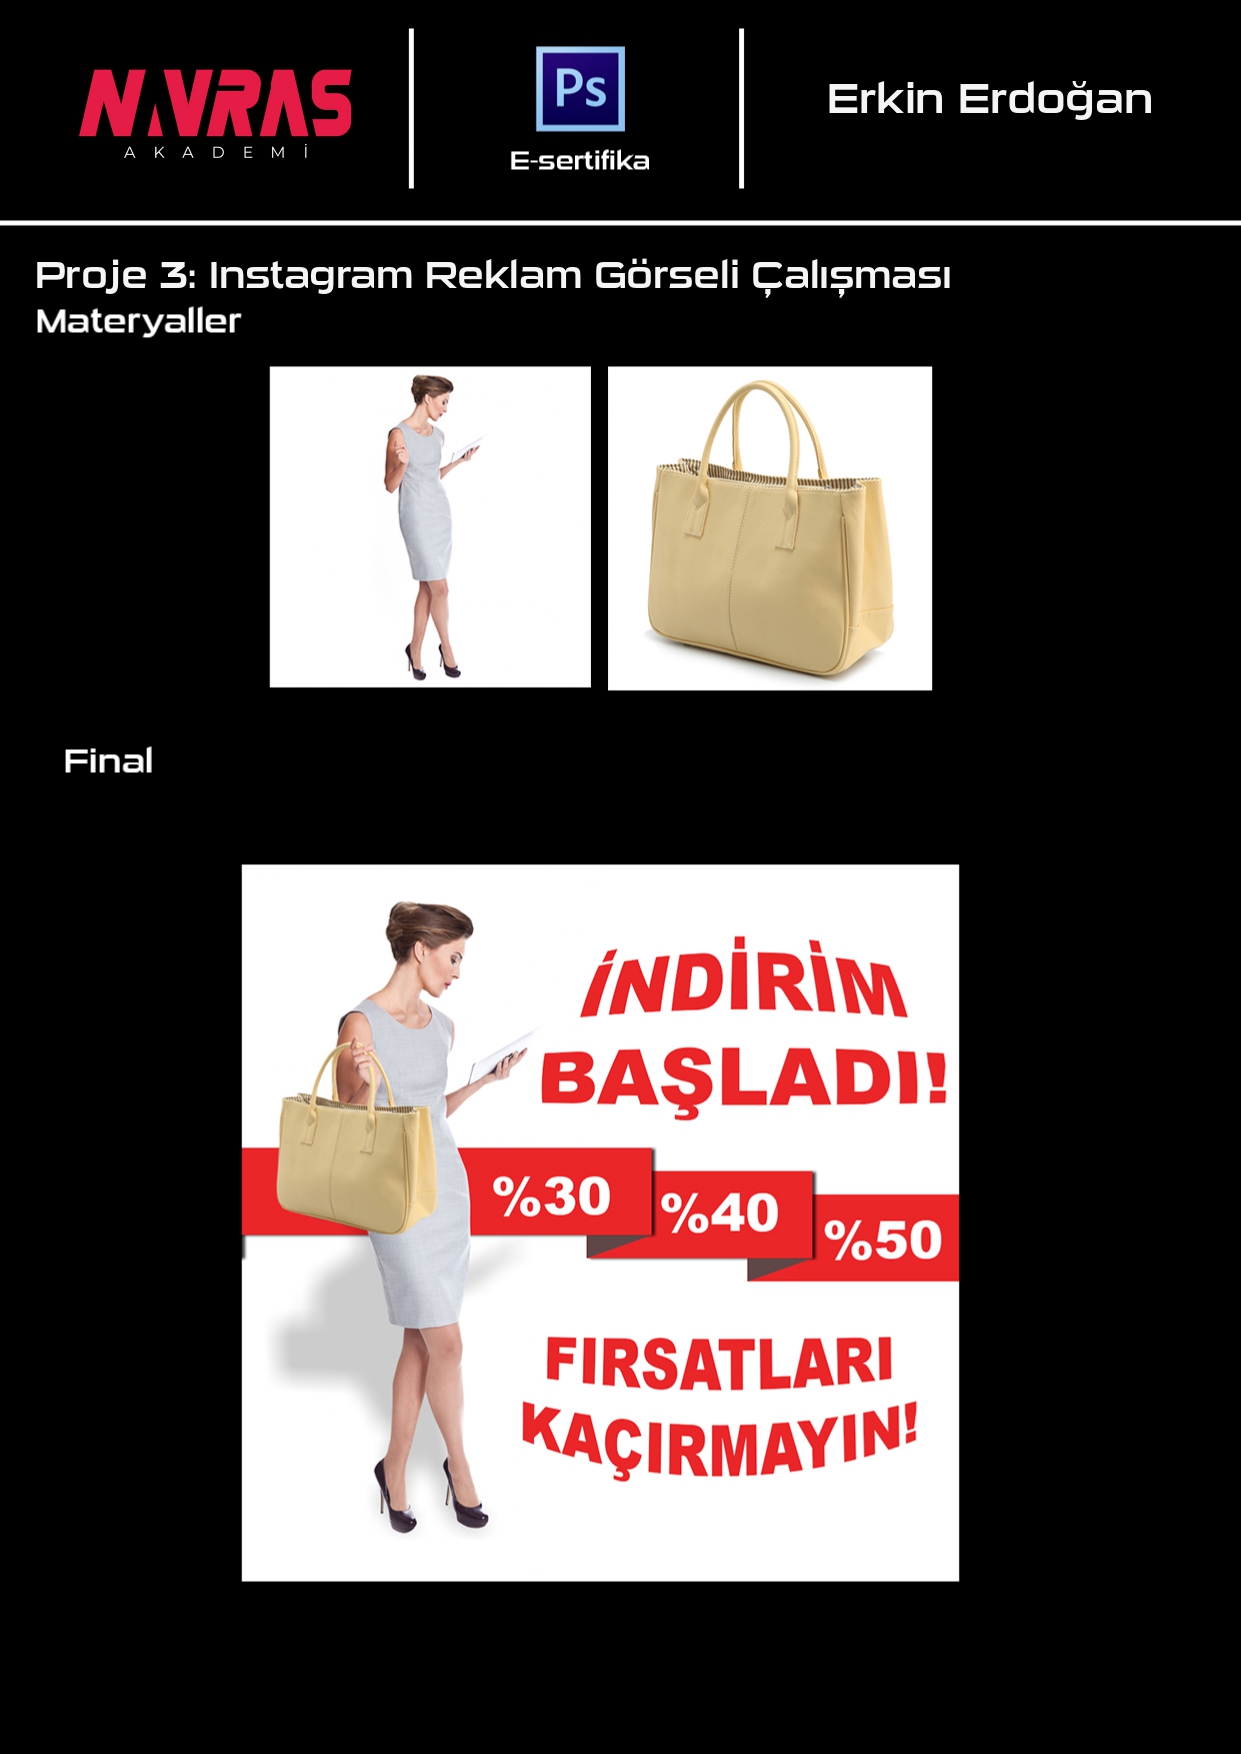 NAVRAS
AKADEMİ
Ps
E-sertifika
Erkin Erdoğan
Proje 3: Instagram Reklam Görseli Çalışması
Materyaller
Final
İNDİRİM
BAŞLADI!
%30
%40
%50
FIRSATLARI
KAÇIRMAYIN!